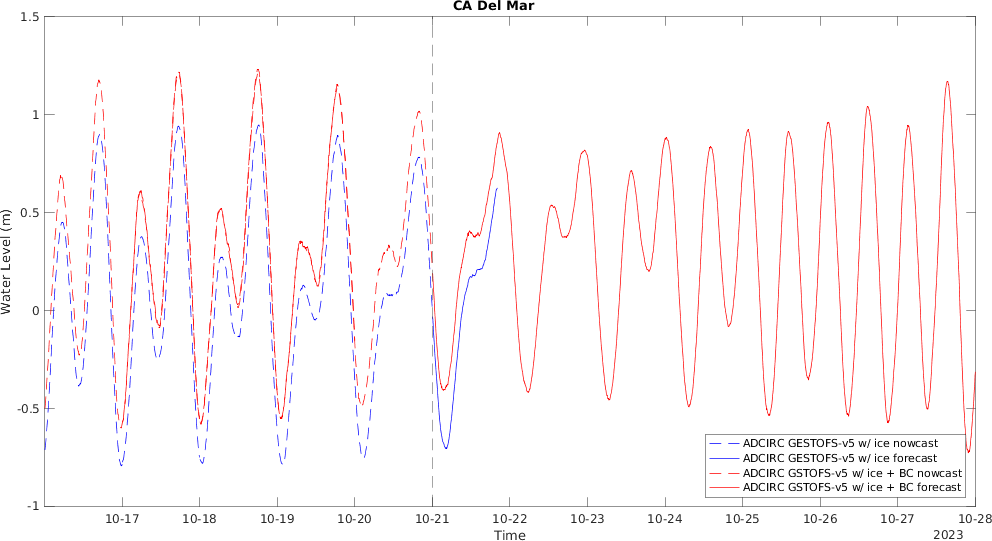 CA Del Mar
1.5
1
0.5
0
-0.5
-1
Water Level (m)
ADCIRC GESTOFS-v5 w/ ice nowcast
ADCIRC GESTOFS-v5 w/ ice forecast
ADCIRC GSTOFS-v5 w/ ice + BC nowcast
ADCIRC GSTOFS-v5 w/ ice + BC forecast
10-17 10-18 10-19 10-20 10-21 10-22 10-23 10-24 10-25 10-26 10-27 10-28
Time
2023